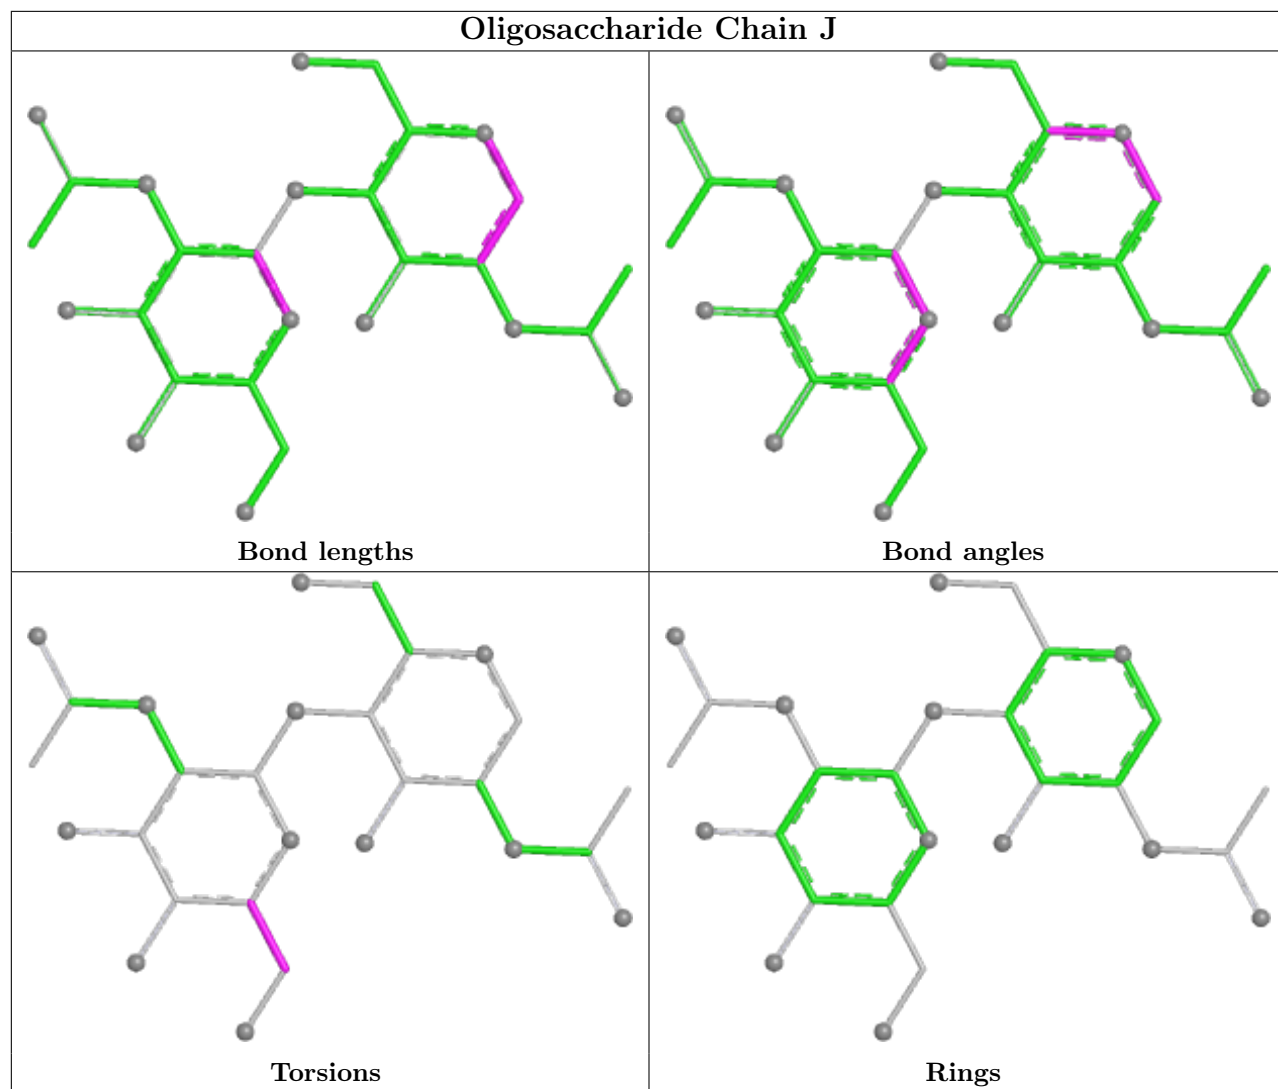 Oligosaccharide Chain J
Bond lengths
Bond angles
Torsions
Rings